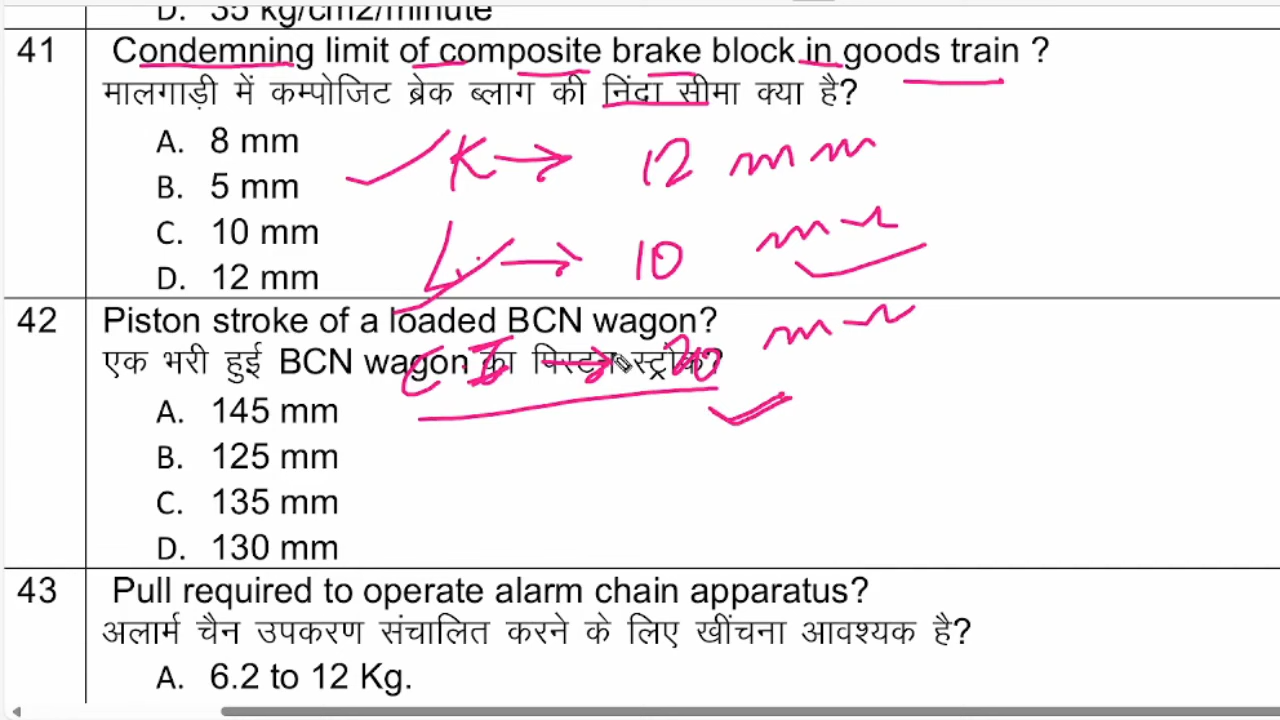 D. 35 kg/cm2/minute
41 Condemning limit of composite brake block in goods train ?
मालगाड़ी में कम्पोजिट ब्रेक ब्लाग की निंदा सीमा क्या है?
A. 8 mm
K → 12 mm
B. 5 mm
C. 10 mm
L → 10 mm
D. 12 mm
42 Piston stroke of a loaded BCN wagon?
एक भरी हुई BCN wagon का पिस्टन स्ट्रोक?
C.I → 20 mm
A. 145 mm
B. 125 mm
C. 135 mm
D. 130 mm
43 Pull required to operate alarm chain apparatus?
अलार्म चैन उपकरण संचालित करने के लिए खींचना आवश्यक है?
A. 6.2 to 12 Kg.